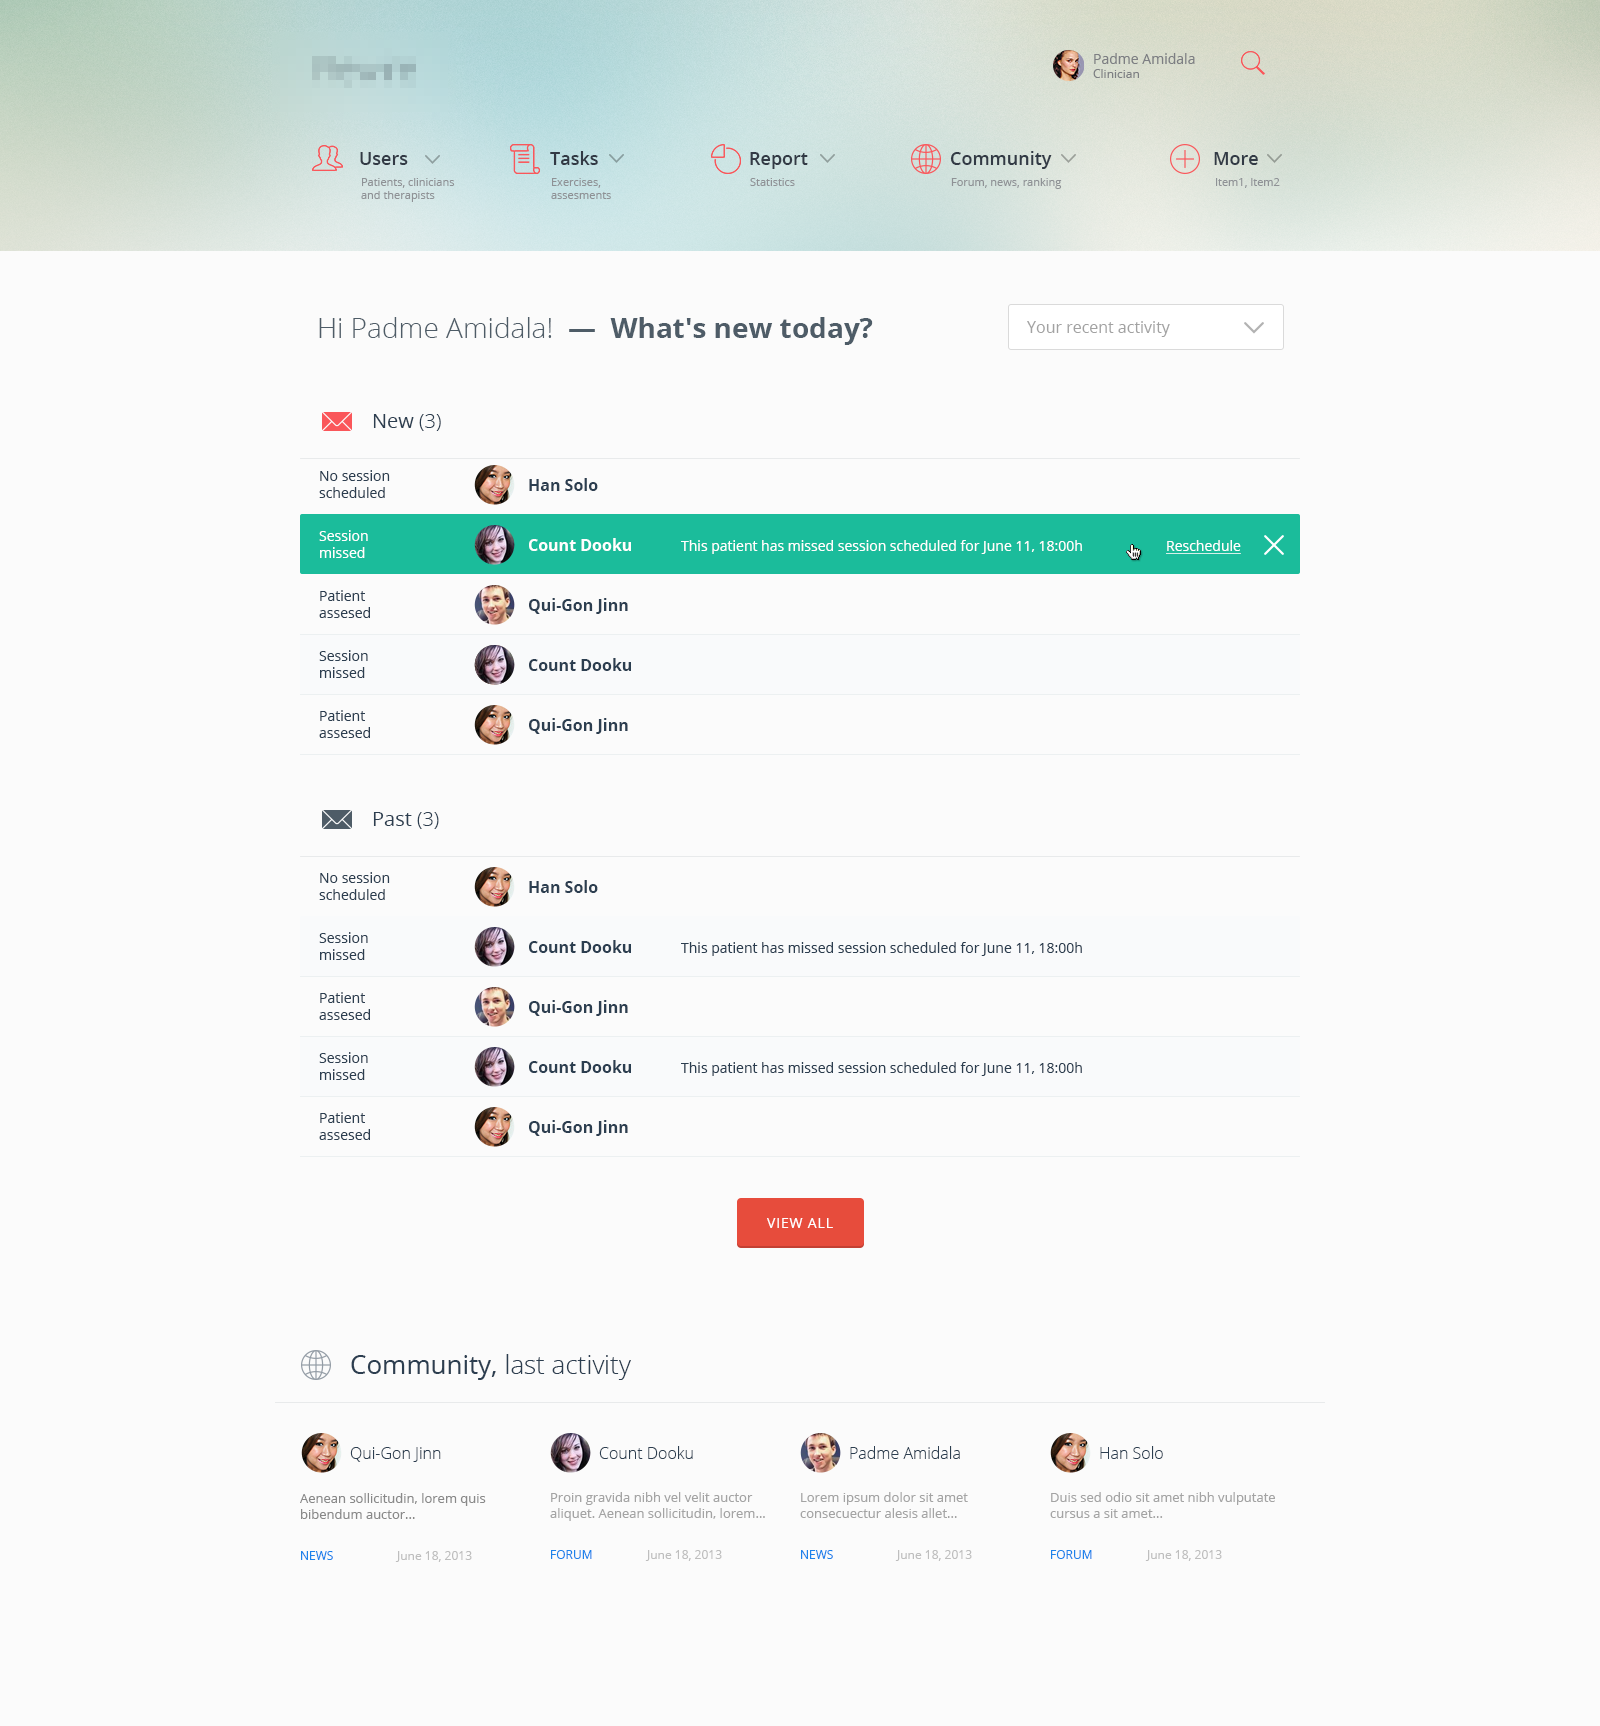 Padme Amidala
Clinician
Users
Patients, clinicians
and therapists
Tasks
Exercises,
assesments
Report
Statistics
Community
Forum, news, ranking
More
Item1, Item2
Hi Padme Amidala! — What's new today?
Your recent activity
New (3)
No session
scheduled
Han Solo
Session
missed
Count Dooku
This patient has missed session scheduled for June 11, 18:00h
Reschedule
Patient
assesed
Qui-Gon Jinn
Session
missed
Count Dooku
Patient
assesed
Qui-Gon Jinn
Past (3)
No session
scheduled
Han Solo
Session
missed
Count Dooku
This patient has missed session scheduled for June 11, 18:00h
Patient
assesed
Qui-Gon Jinn
Session
missed
Count Dooku
This patient has missed session scheduled for June 11, 18:00h
Patient
assesed
Qui-Gon Jinn
VIEW ALL
Community, last activity
Qui-Gon Jinn
Aenean sollicitudin, lorem quis
bibendum auctor...
NEWS
June 18, 2013
Count Dooku
Proin gravida nibh vel velit auctor
aliquet. Aenean sollicitudin, lorem...
FORUM
June 18, 2013
Padme Amidala
Lorem ipsum dolor sit amet
consecuectur alesis allet...
NEWS
June 18, 2013
Han Solo
Duis sed odio sit amet nibh vulputate
cursus a sit amet...
FORUM
June 18, 2013